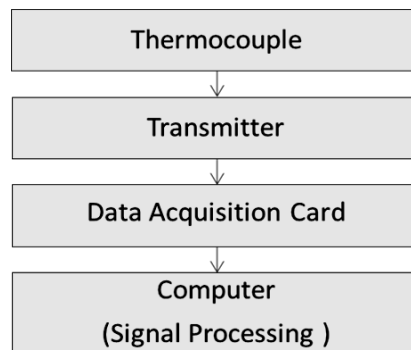 Thermocouple
Transmitter
Data Acquisition Card
Computer
(Signal Processing )